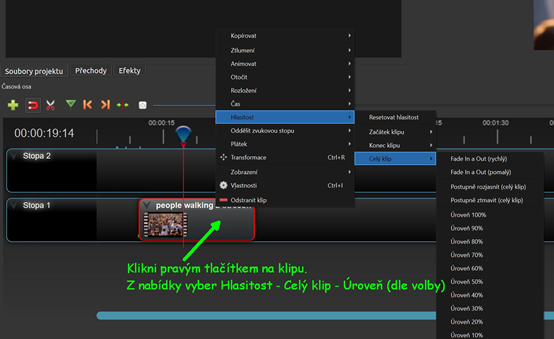 Kopírovat
Ztlumení
Animovat
Otočit
Rozložení
Čas
Hlasitost
Oddělit zvukovou stopu
Plátek
Transformace Ctrl+R
Zobrazení
Vlastnosti Ctrl+I
Odstranit klip
Resetovat hlasitost
Začátek klipu
Konec klipu
Celý klip
Fade In a Out (rychlý)
Fade In a Out (pomalý)
Postupně rozjasnit (celý klip)
Postupně ztmavit (celý klip)
Úroveň 100%
Úroveň 90%
Úroveň 80%
Úroveň 70%
Úroveň 60%
Úroveň 50%
Úroveň 40%
Úroveň 30%
Úroveň 20%
Úroveň 10%
Soubory projektu Přechody Efekty
Časová osa
00:00:19:14
00:00:15
00:01:30
Stopa 2
Stopa 1
people walking
Klikni pravým tlačítkem na klipu.
Z nabídky vyber Hlasitost - Celý klip - Úroveň (dle volby)